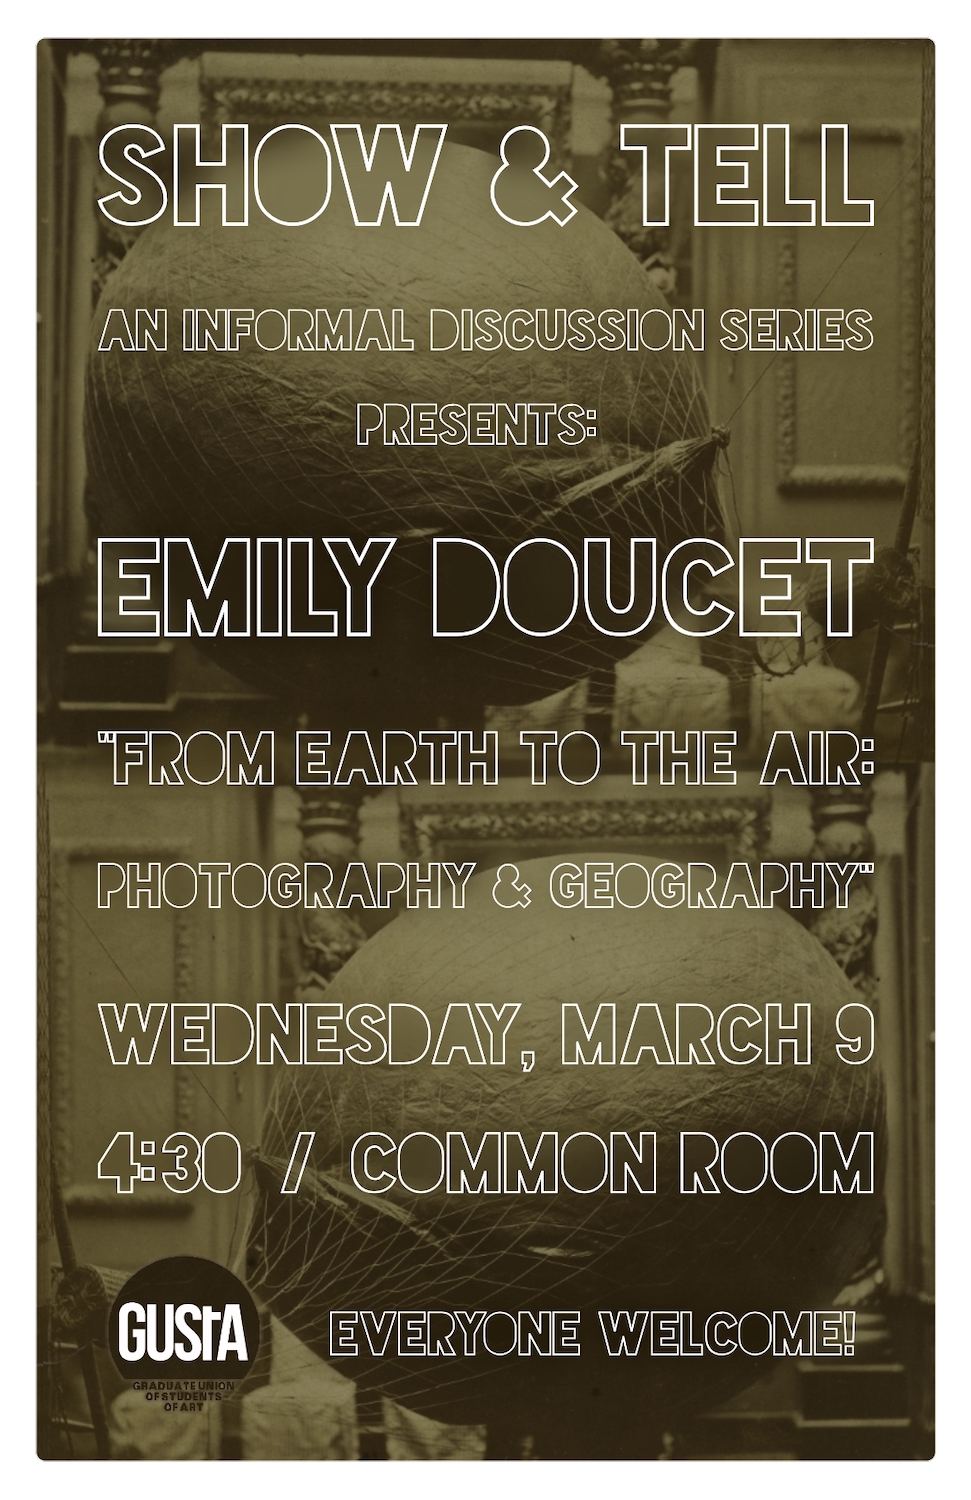 SHOW & TELL
AN INFORMAL DISCUSSION SERIES
PRESENTS:
EMILY DOUCET
"FROM EARTH TO THE AIR:
PHOTOGRAPHY & GEOGRAPHY"
WEDNESDAY, MARCH 9
4:30 / COMMON ROOM
EVERYONE WELCOME!
GUStA
GRADUATE UNION
OF STUDENTS
OF ART